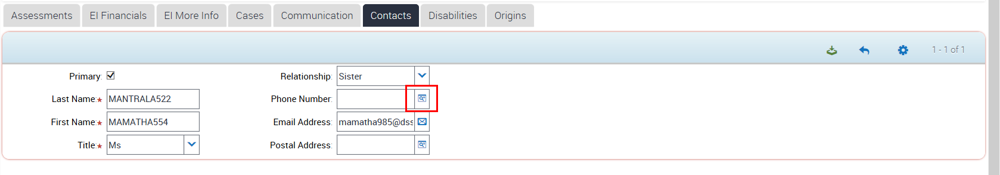 Assessments EI Financials EI More Info Cases Communication Contacts Disabilities Origins
1 - 1 of 1
Primary: Relationship: Sister
Last Name:★ MANTRALA522 Phone Number:
First Name:★ MAMATHA554 Email Address: mamatha985@dss
Title:★ Ms Postal Address: